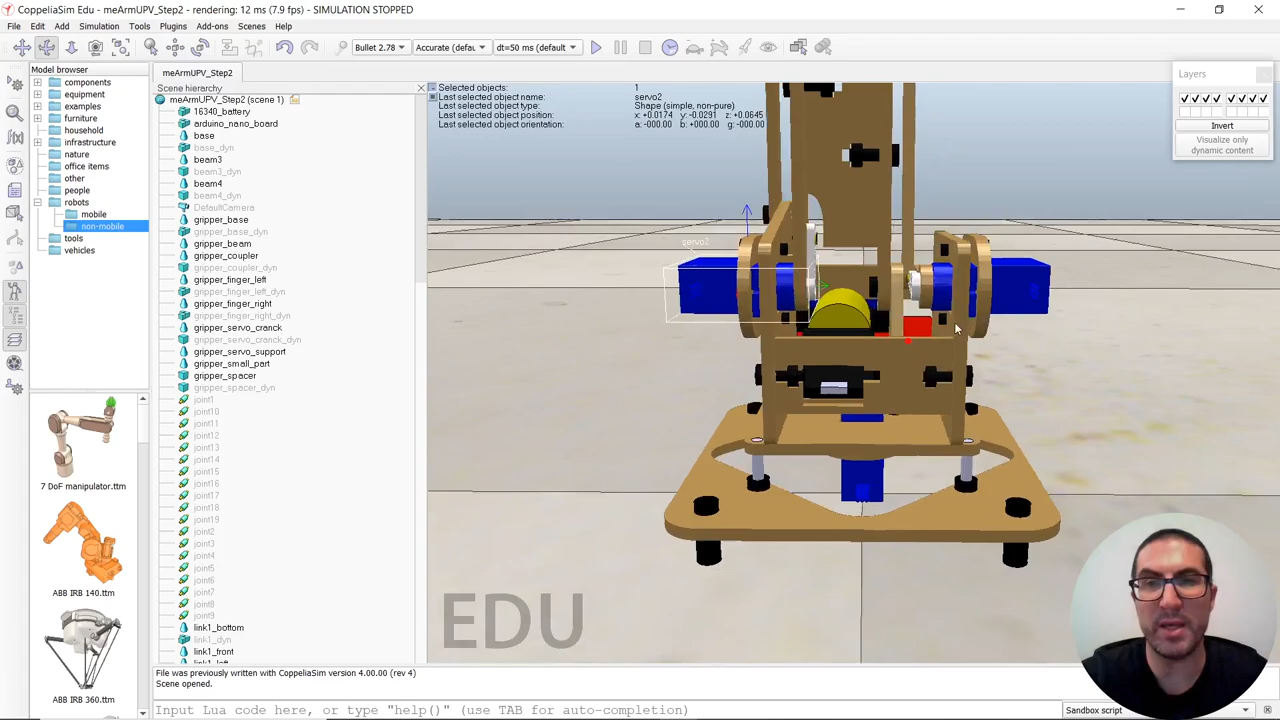 CoppeliaSim Edu - meArmUPV_Step2 - rendering: 12 ms (7.9 fps) - SIMULATION STOPPED
File Edit Add Simulation Tools Plugins Add-ons Scenes Help
Bullet 2.78 Accurate (defau dt=50 ms (default)
Model browser
components
equipment
examples
furniture
household
infrastructure
nature
office items
other
people
robots
mobile
non-mobile
tools
vehicles
7 DoF manipulator.ttm
ABB IRB 140.ttm
ABB IRB 360.ttm
meArmUPV_Step2
Scene hierarchy
meArmUPV_Step2 (scene 1)
16340_battery
arduino_nano_board
base
base_dyn
beam3
beam3_dyn
beam4
beam4_dyn
DefaultCamera
gripper_base
gripper_base_dyn
gripper_beam
gripper_coupler
gripper_coupler_dyn
gripper_finger_left
gripper_finger_left_dyn
gripper_finger_right
gripper_finger_right_dyn
gripper_servo_cranck
gripper_servo_cranck_dyn
gripper_servo_support
gripper_small_part
gripper_spacer
gripper_spacer_dyn
joint1
joint10
joint11
joint12
joint13
joint14
joint15
joint16
joint17
joint18
joint19
joint2
joint3
joint4
joint5
joint6
joint7
joint8
joint9
link1_bottom
link1_dyn
link1_front
link1_left
Selected objects: 1
Last selected object name: servo2
Last selected object type: Shape (simple, non-pure)
Last selected object position: x: +0.0174 y: -0.0291 z: +0.0645
Last selected object orientation: a: -000.00 b: +000.00 g: -000.00
servo2
EDU
Layers
Invert
Visualize only
dynamic content
File was previously written with CoppeliaSim version 4.00.00 (rev 4)
Scene opened.
Input Lua code here, or type "help()" (use TAB for auto-completion)
Sandbox script